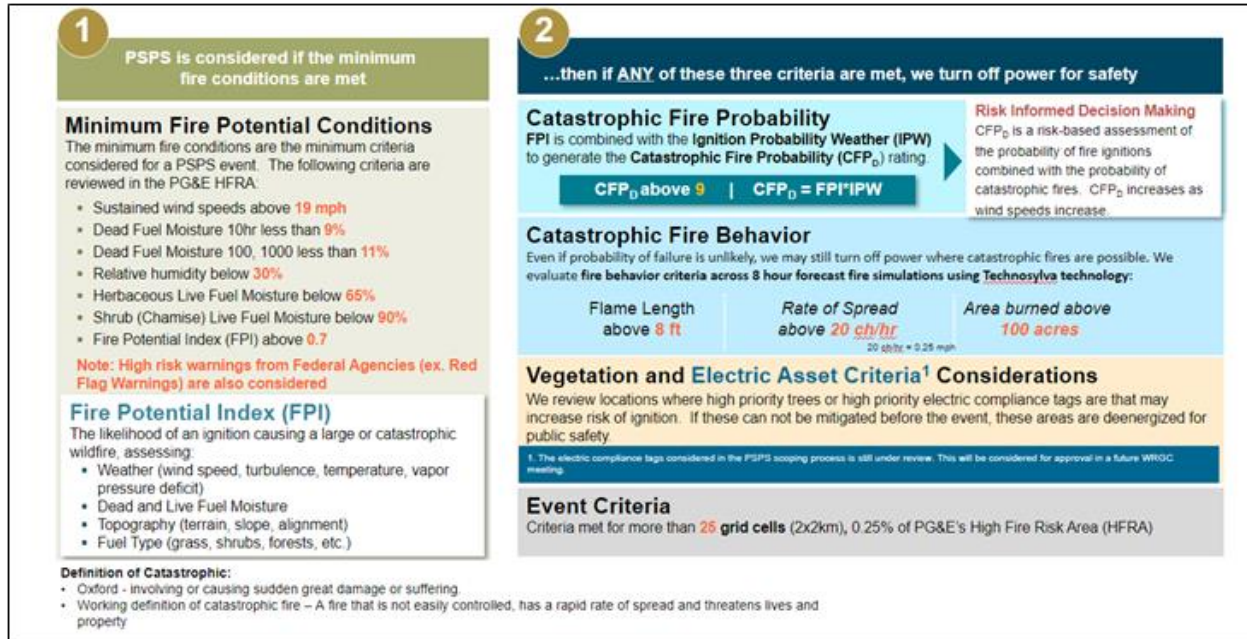 1
PSPS is considered if the minimum
fire conditions are met
Minimum Fire Potential Conditions
The minimum fire conditions are the minimum criteria
considered for a PSPS event. The following criteria are
reviewed in the PG&E HFRA:
▪ Sustained wind speeds above 19 mph
▪ Dead Fuel Moisture 10hr less than 9%
▪ Dead Fuel Moisture 100, 1000 less than 11%
▪ Relative humidity below 30%
▪ Herbaceous Live Fuel Moisture below 65%
▪ Shrub (Chamise) Live Fuel Moisture below 90%
▪ Fire Potential Index (FPI) above 0.7
Note: High risk warnings from Federal Agencies (ex. Red
Flag Warnings) are also considered
Fire Potential Index (FPI)
The likelihood of an ignition causing a large or catastrophic
wildfire, assessing:
• Weather (wind speed, turbulence, temperature, vapor
pressure deficit)
• Dead and Live Fuel Moisture
• Topography (terrain, slope, alignment)
• Fuel Type (grass, shrubs, forests, etc.)
2
…then if ANY of these three criteria are met, we turn off power for safety
Catastrophic Fire Probability
FPI is combined with the Ignition Probability Weather (IPW)
to generate the Catastrophic Fire Probability (CFPD) rating.
CFPD above 9 | CFPD = FPI*IPW
Risk Informed Decision Making
CFPD is a risk-based assessment of
the probability of fire ignitions
combined with the probability of
catastrophic fires. CFPD increases as
wind speeds increase.
Catastrophic Fire Behavior
Even if probability of failure is unlikely, we may still turn off power where catastrophic fires are possible. We
evaluate fire behavior criteria across 8 hour forecast fire simulations using Technosylva technology:
Flame Length
above 8 ft
Rate of Spread
above 20 ch/hr
20 ch/hr = 0.25 mph
Area burned above
100 acres
Vegetation and Electric Asset Criteria¹ Considerations
We review locations where high priority trees or high priority electric compliance tags are that may
increase risk of ignition. If these can not be mitigated before the event, these areas are deenergized for
public safety.
1. The electric compliance tags considered in the PSPS scoping process is still under review. This will be considered for approval in a future WRGC
meeting.
Event Criteria
Criteria met for more than 25 grid cells (2x2km), 0.25% of PG&E's High Fire Risk Area (HFRA)
Definition of Catastrophic:
• Oxford - involving or causing sudden great damage or suffering.
• Working definition of catastrophic fire – A fire that is not easily controlled, has a rapid rate of spread and threatens lives and
property